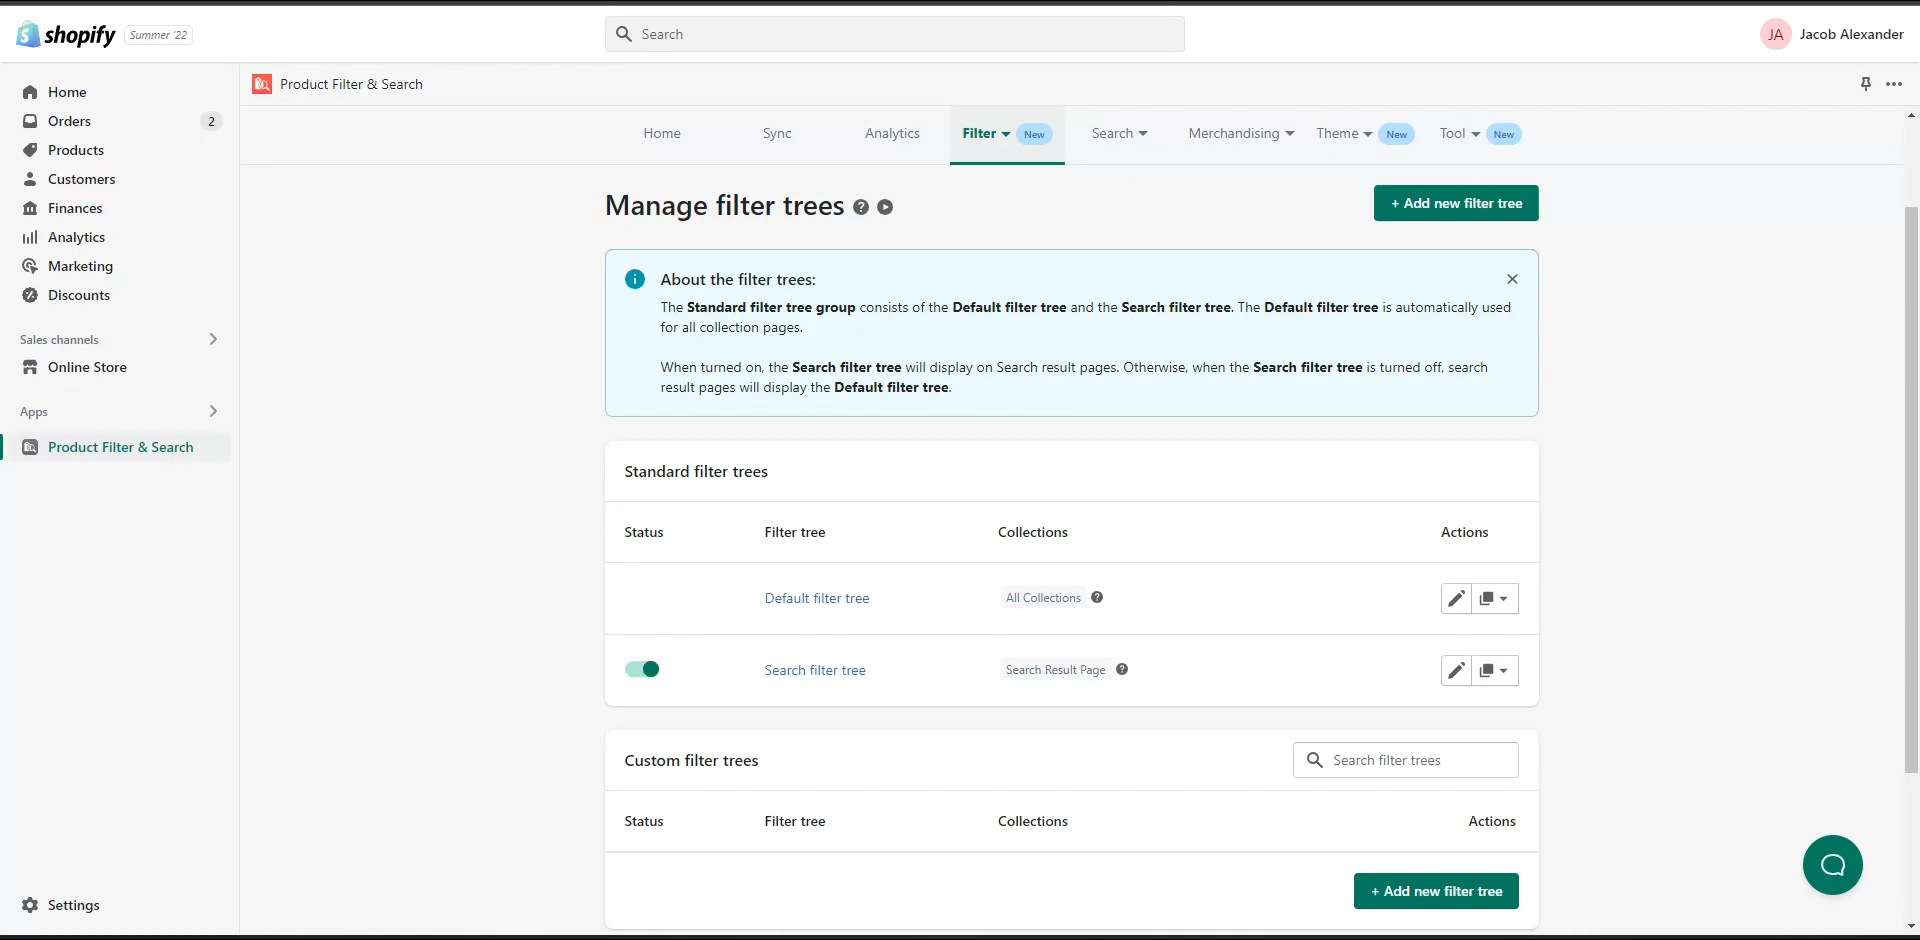 shopify Summer '22
Search
JA Jacob Alexander
Home
Orders 2
Products
Customers
Finances
Analytics
Marketing
Discounts
Sales channels
Online Store
Apps
Product Filter & Search
Settings
Product Filter & Search
Home Sync Analytics Filter New Search Merchandising Theme New Tool New
Manage filter trees
+ Add new filter tree
About the filter trees:
The Standard filter tree group consists of the Default filter tree and the Search filter tree. The Default filter tree is automatically used
for all collection pages.
When turned on, the Search filter tree will display on Search result pages. Otherwise, when the Search filter tree is turned off, search
result pages will display the Default filter tree.
Standard filter trees
Status Filter tree Collections Actions
Default filter tree All Collections
Search filter tree Search Result Page
Custom filter trees
Search filter trees
Status Filter tree Collections Actions
+ Add new filter tree